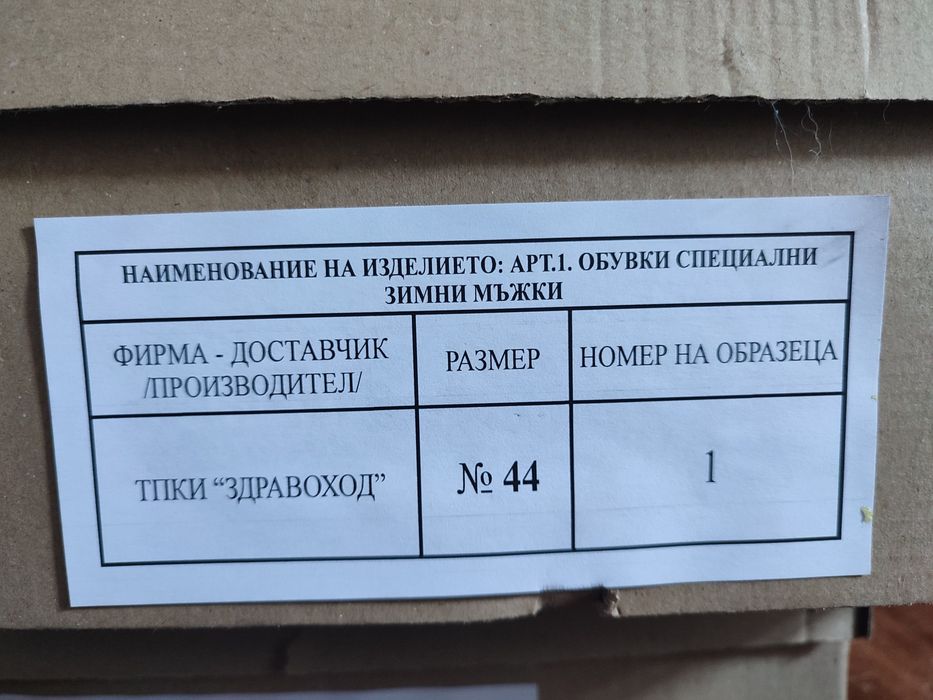 НАИМЕНОВАНИЕ НА ИЗДЕЛИЕТО: АРТ.1. ОБУВКИ СПЕЦИАЛНИ
ЗИМНИ МЪЖКИ
ФИРМА - ДОСТАВЧИК
/ПРОИЗВОДИТЕЛ/
РАЗМЕР
НОМЕР НА ОБРАЗЕЦА
ТПКИ “ЗДРАВОХОД”
№ 44
1